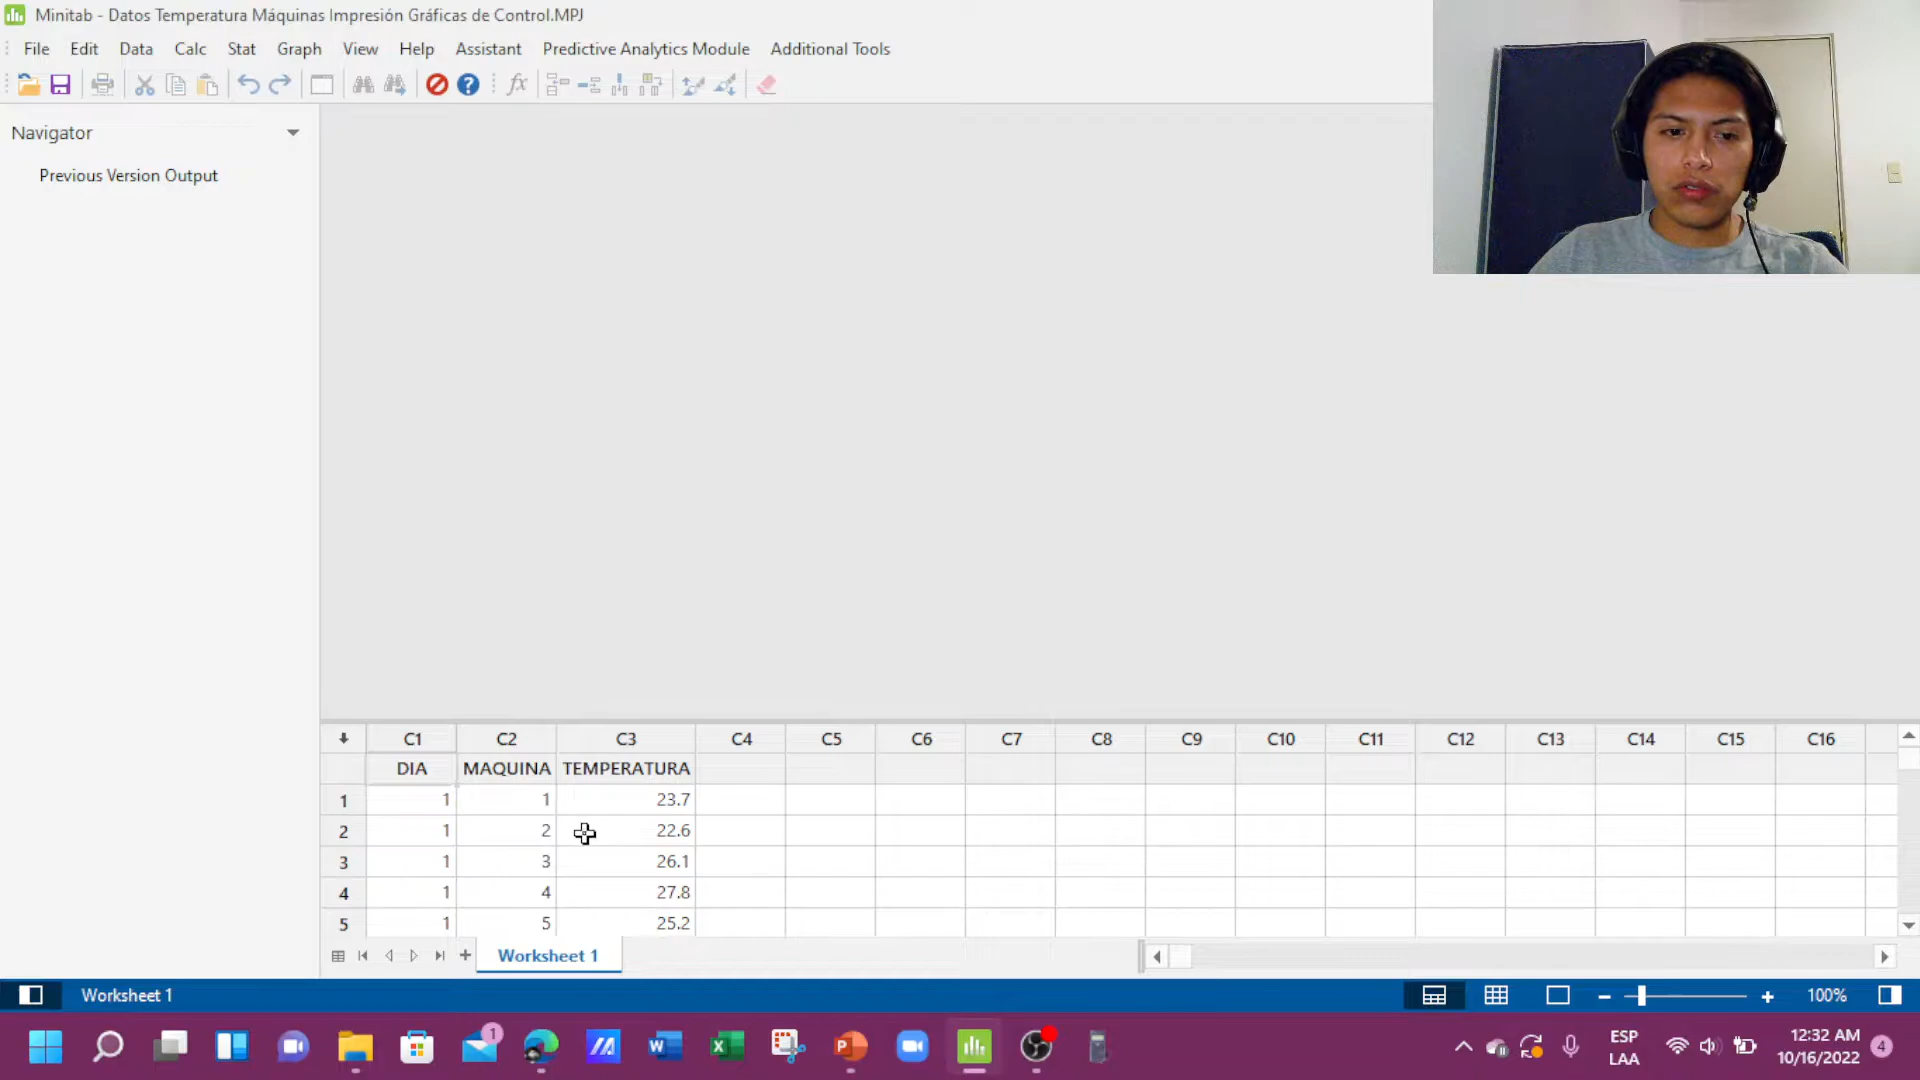 Minitab - Datos Temperatura Máquinas Impresión Gráficas de Control.MPJ
File Edit Data Calc Stat Graph View Help Assistant Predictive Analytics Module Additional Tools
Navigator
Previous Version Output
C1 C2 C3 C4 C5 C6 C7 C8 C9 C10 C11 C12 C13 C14 C15 C16
DIA MAQUINA TEMPERATURA
1 1 1 23.7
2 1 2 22.6
3 1 3 26.1
4 1 4 27.8
5 1 5 25.2
Worksheet 1
Worksheet 1 100%
1
ESP
LAA
12:32 AM
10/16/2022
4